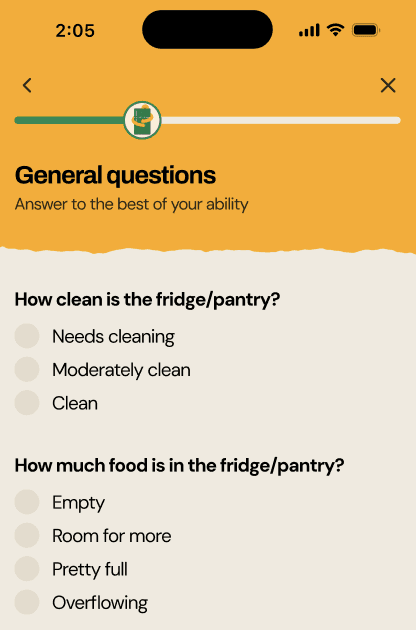 2:05
General questions
Answer to the best of your ability
How clean is the fridge/pantry?
Needs cleaning
Moderately clean
Clean
How much food is in the fridge/pantry?
Empty
Room for more
Pretty full
Overflowing